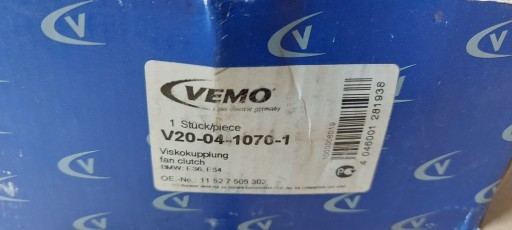 VEMO
1 Stück/piece
V20-04-1070-1
Viskokupplung
fan clutch
BMW: E36, E34
OE.-No.: 11 52 7 505 302
4 046001 281938